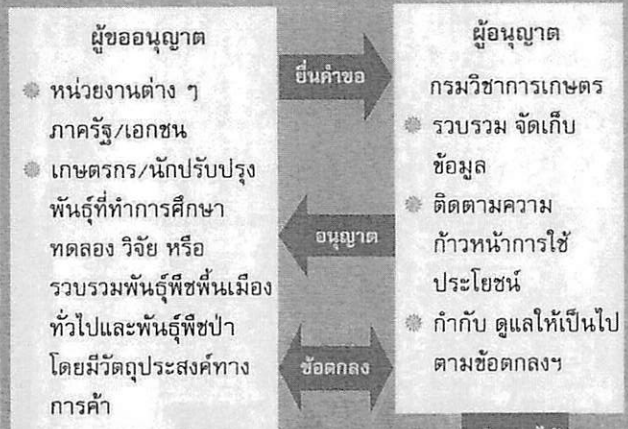 ผู้ขออนุญาต
หน่วยงานต่าง ๆ
ภาครัฐ/เอกชน
เกษตรกร/นักปรับปรุง
พันธุ์ที่ทำการศึกษา
ทดลอง วิจัย หรือ
รวบรวมพันธุ์พืชพื้นเมือง
ทั่วไปและพันธุ์พืชป่า
โดยมีวัตถุประสงค์ทาง
การค้า
ยื่นคำขอ
อนุญาต
ข้อตกลง
ผู้อนุญาต
กรมวิชาการเกษตร
รวบรวม จัดเก็บ
ข้อมูล
ติดตามความ
ก้าวหน้าการใช้
ประโยชน์
กำกับ ดูแลให้เป็นไป
ตามข้อตกลงฯ